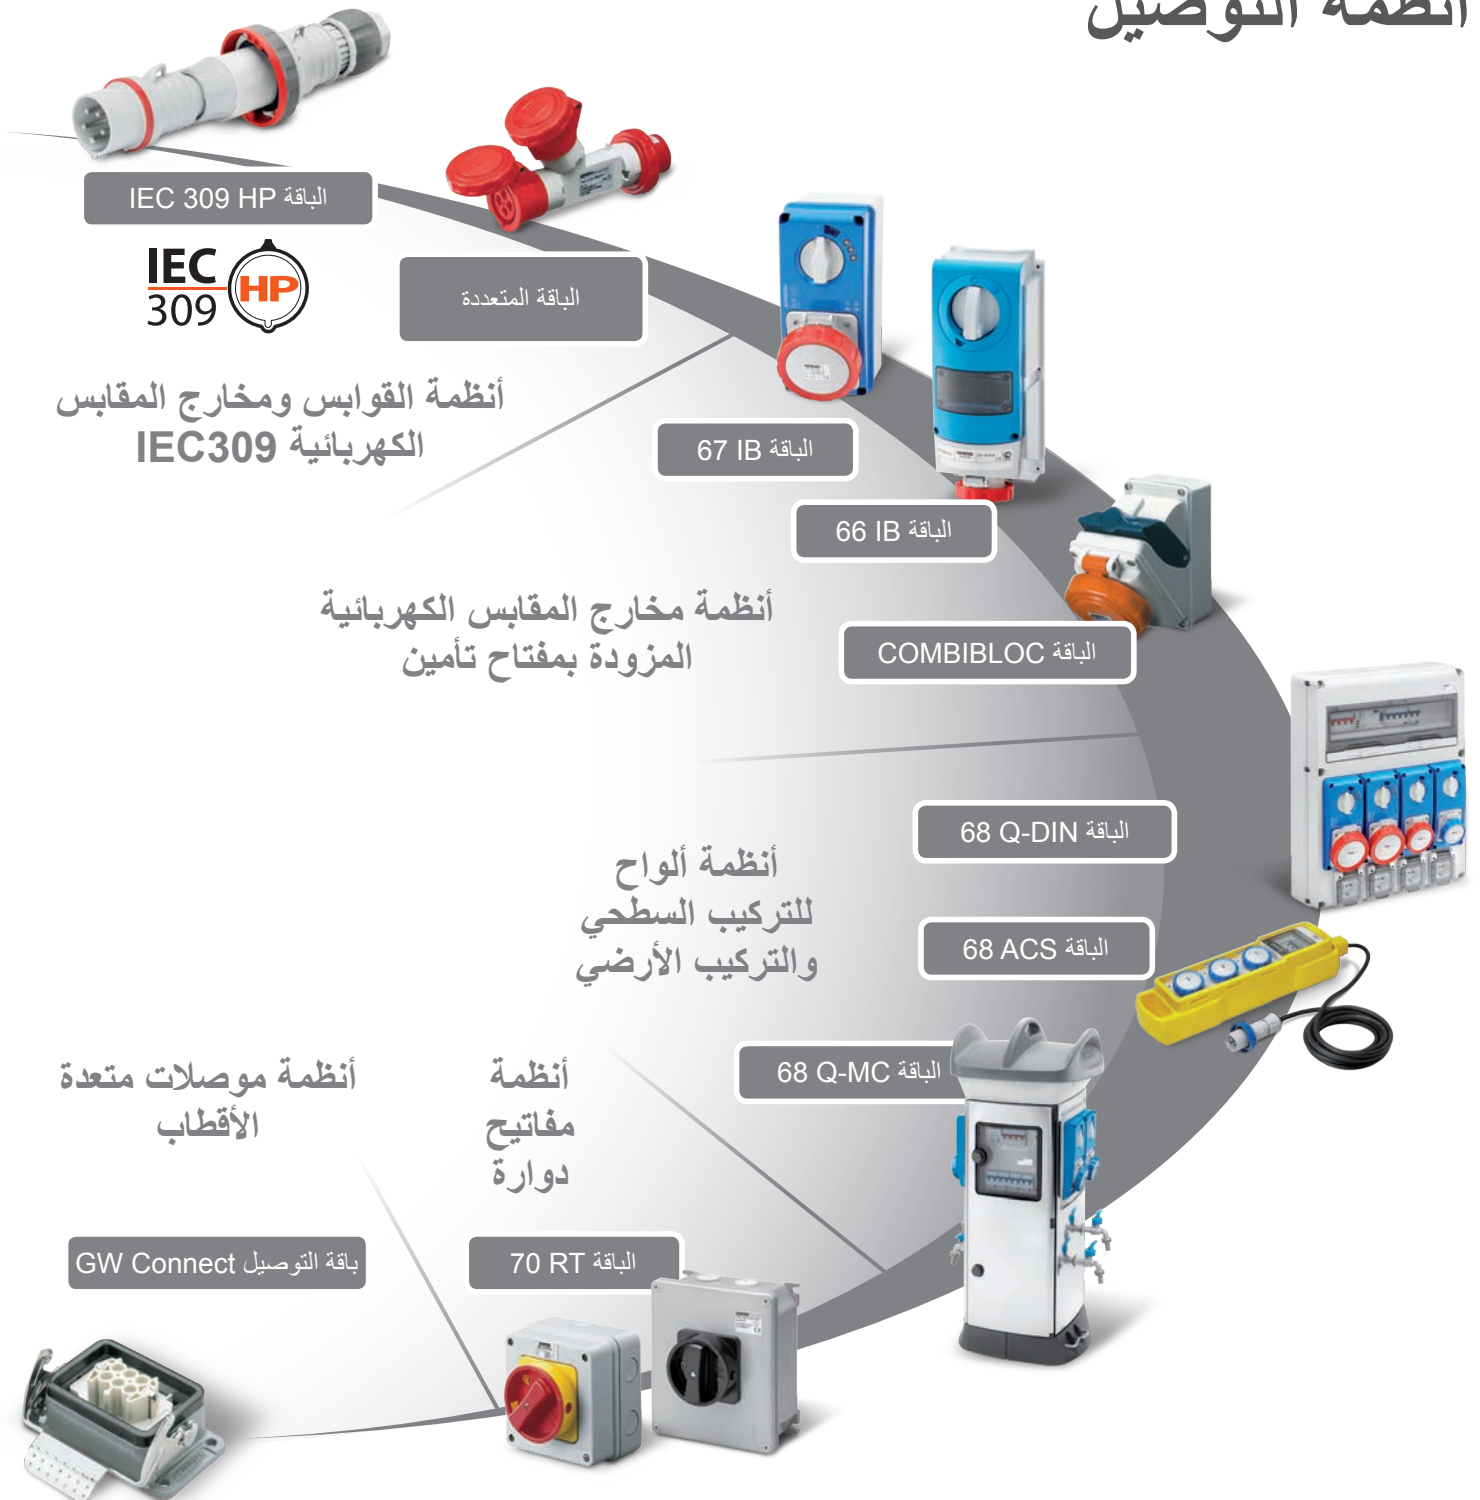 أنظمة التوصيل
الباقة IEC 309 HP
IEC
309
HP
الباقة المتعددة
أنظمة القوابس ومخارج المقابس
الكهربائية IEC309
الباقة 67 IB
الباقة 66 IB
أنظمة مخارج المقابس الكهربائية
المزودة بمفتاح تأمين
الباقة COMBIBLOC
الباقة 68 Q-DIN
أنظمة ألواح
للتركيب السطحي
والتركيب الأرضي
الباقة 68 ACS
الباقة 68 Q-MC
أنظمة
مفاتيح
دوارة
أنظمة موصلات متعدة
الأقطاب
الباقة 70 RT
باقة التوصيل GW Connect